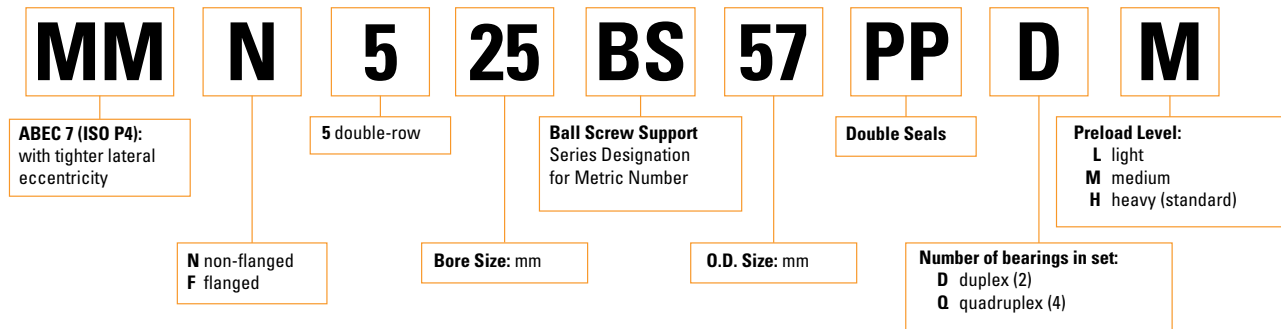 MM N 5 25 BS 57 PP D M
ABEC 7 (ISO P4):
with tighter lateral
eccentricity
5 double-row
Ball Screw Support
Series Designation
for Metric Number
Double Seals
Preload Level:
L light
M medium
H heavy (standard)
N non-flanged
F flanged
Bore Size: mm
O.D. Size: mm
Number of bearings in set:
D duplex (2)
Q quadruplex (4)